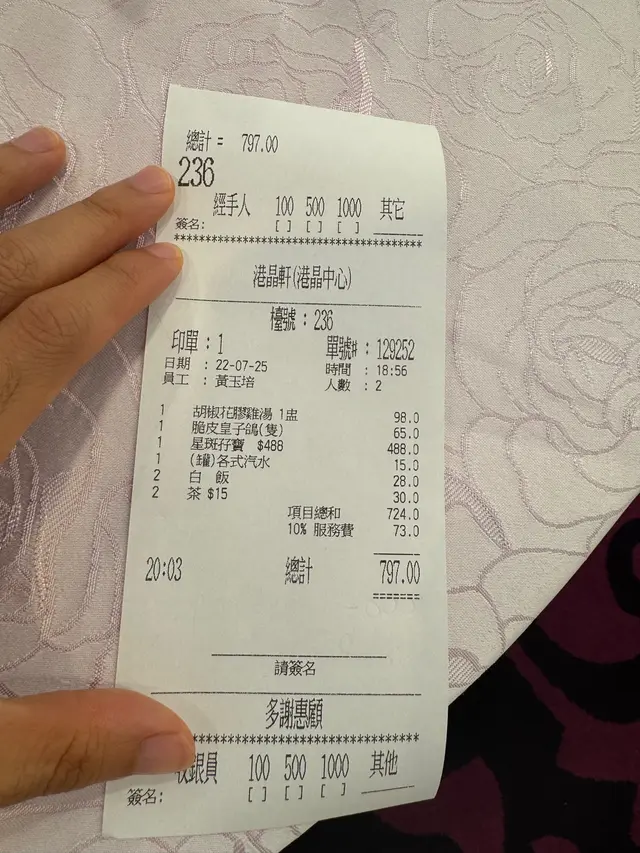 總計 = 797.00
236
經手人 100 500 1000 其它
簽名: [ ] [ ] [ ]
************************************************
港晶軒(港晶中心)
檯號 : 236
印單 : 1 單號# : 129252
日期 : 22-07-25 時間 : 18:56
員工 : 黃玉培 人數 : 2
1 胡椒花膠雞湯 1盅 98.0
1 脆皮皇子鴿(隻) 65.0
1 星斑孖寶 $488 488.0
1 (罐)各式汽水 15.0
2 白 飯 28.0
2 茶 $15 30.0
項目總和 724.0
10% 服務費 73.0
20:03 總計 797.00
======
請簽名
多謝惠顧
************************************************
收銀員 100 500 1000 其他
簽名: [ ] [ ] [ ]